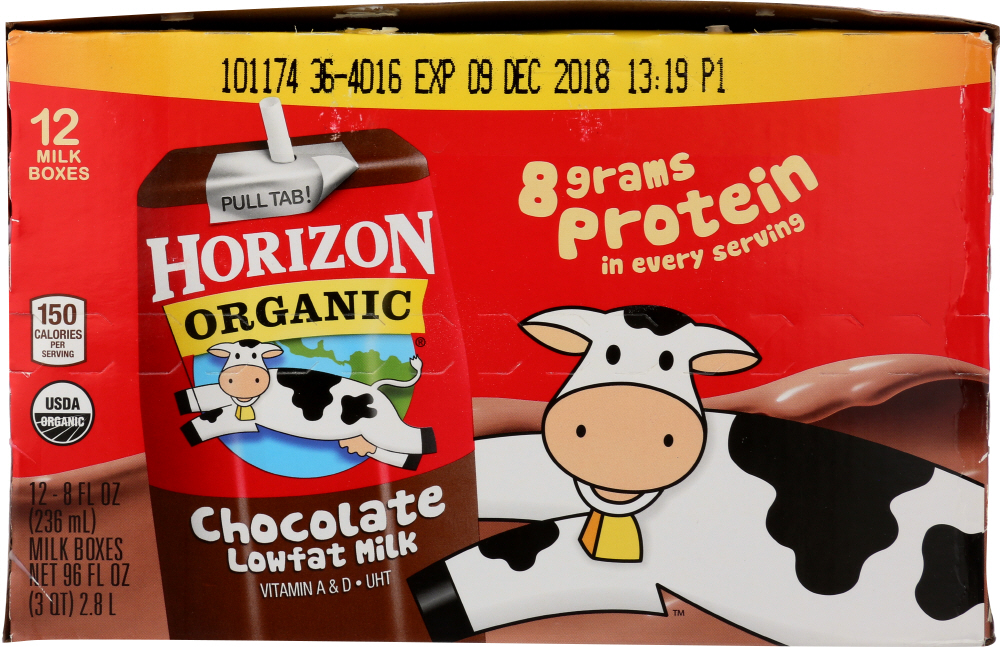 101174 36-4016 EXP 09 DEC 2018 13:19 P1
12
MILK
BOXES
PULL TAB!
HORIZON
ORGANIC
®
8 grams
protein
in every serving
150
CALORIES
PER
SERVING
USDA
ORGANIC
Chocolate
Lowfat Milk
VITAMIN A & D • UHT
12 - 8 FL OZ
(236 mL)
MILK BOXES
NET 96 FL OZ
(3 QT) 2.8 L
TM